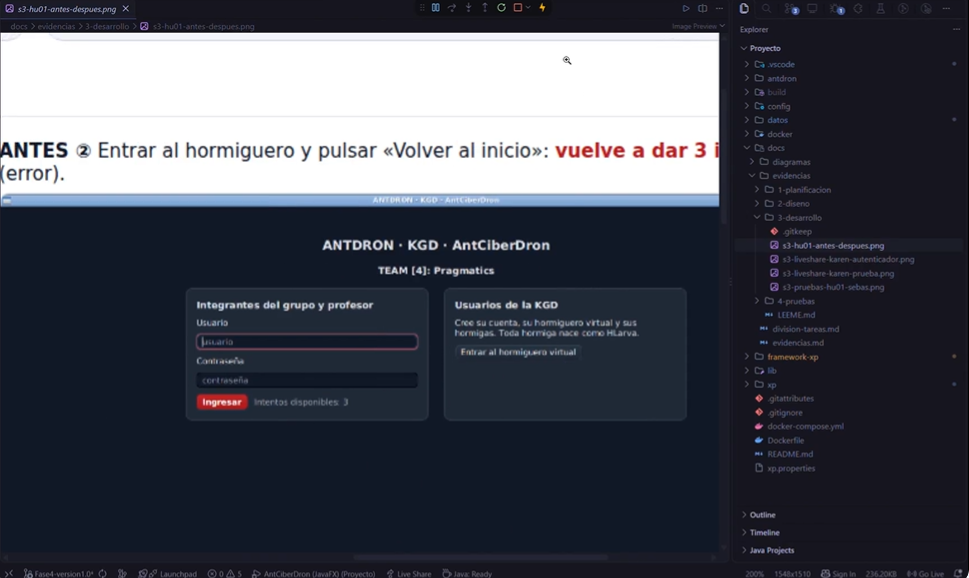 s3-hu01-antes-despues.png
docs > evidencias > 3-desarrollo > s3-hu01-antes-despues.png
Image Preview
ANTES ② Entrar al hormiguero y pulsar «Volver al inicio»: vuelve a dar 3 i
(error).
ANTDRON · KGD · AntCiberDron
ANTDRON · KGD · AntCiberDron
TEAM [4]: Pragmatics
Integrantes del grupo y profesor
Usuario
usuario
Contraseña
contraseña
Ingresar
Intentos disponibles: 3
Usuarios de la KGD
Cree su cuenta, su hormiguero virtual y sus
hormigas. Toda hormiga nace como HLarva.
Entrar al hormiguero virtual
3
1
Explorer
Proyecto
.vscode
antdron
build
config
datos
docker
docs
diagramas
evidencias
1-planificacion
2-diseno
3-desarrollo
.gitkeep
s3-hu01-antes-despues.png
s3-liveshare-karen-autenticador.png
s3-liveshare-karen-prueba.png
s3-pruebas-hu01-sebas.png
4-pruebas
LEEME.md
division-tareas.md
evidencias.md
framework-xp
lib
xp
.gitattributes
.gitignore
docker-compose.yml
Dockerfile
README.md
xp.properties
Outline
Timeline
Java Projects
Fase4-version1.0* Launchpad 0 5 AntCiberDron (JavaFX) (Proyecto) Live Share Java: Ready 200% 1548x1510 Sign In 236.20KB Go Live